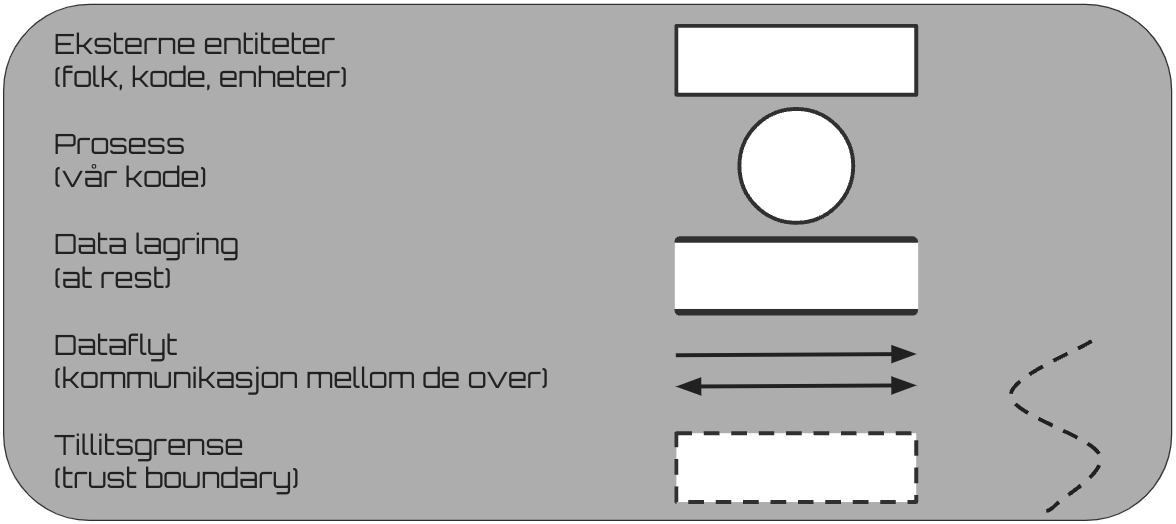 Eksterne entiteter
(folk, kode, enheter)
Prosess
(vår kode)
Data lagring
(at rest)
Dataflyt
(kommunikasjon mellom de over)
Tillitsgrense
(trust boundary)